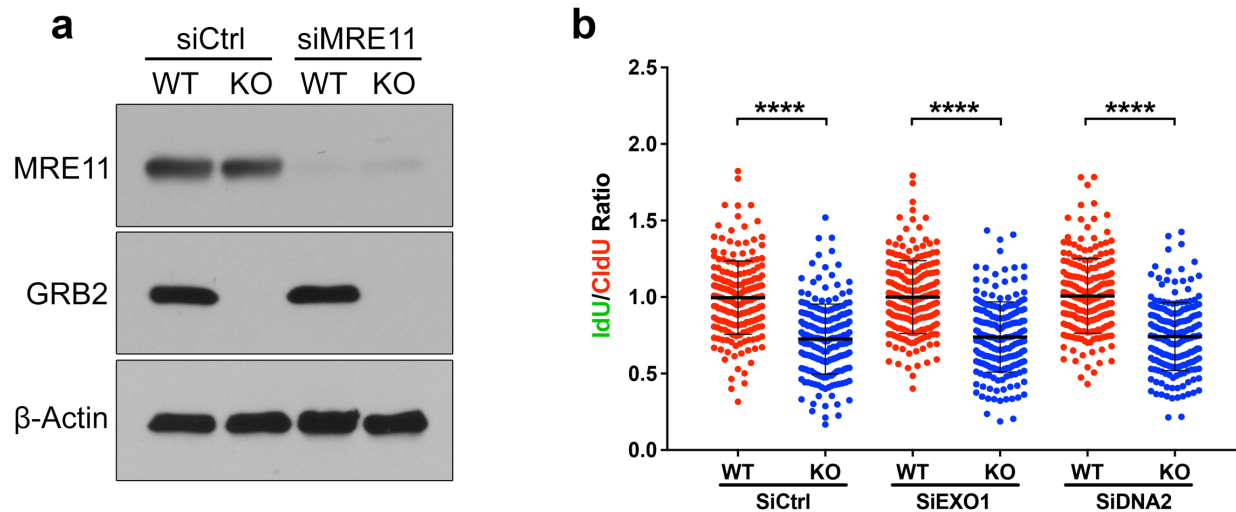 a
siCtrl siMRE11
WT KO WT KO
MRE11
GRB2
β-Actin
b
IdU/CldU Ratio
2.5
2.0
1.5
1.0
0.5
0.0
**** **** ****
WT KO WT KO WT KO
SiCtrl SiEXO1 SiDNA2